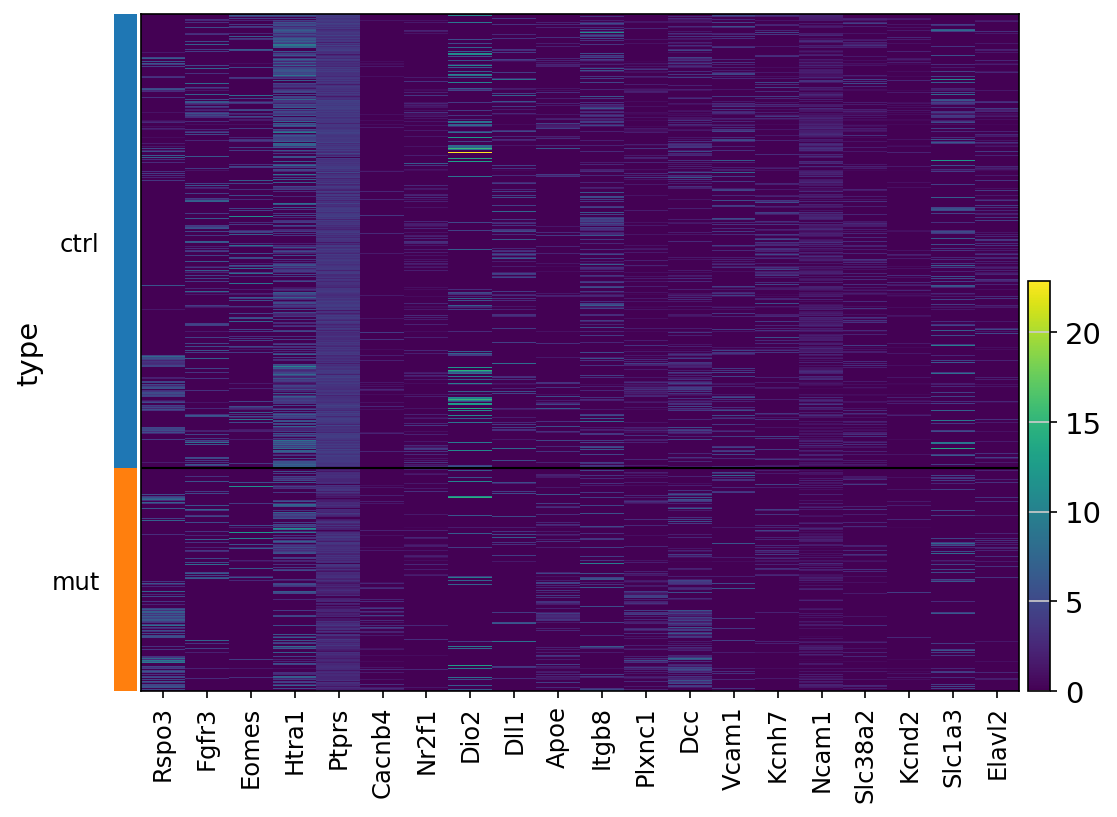 type
ctrl
mut
20
15
10
5
0
Rspo3
Fgfr3
Eomes
Htra1
Ptprs
Cacnb4
Nr2f1
Dio2
Dll1
Apoe
Itgb8
Plxnc1
Dcc
Vcam1
Kcnh7
Ncam1
Slc38a2
Kcnd2
Slc1a3
Elavl2